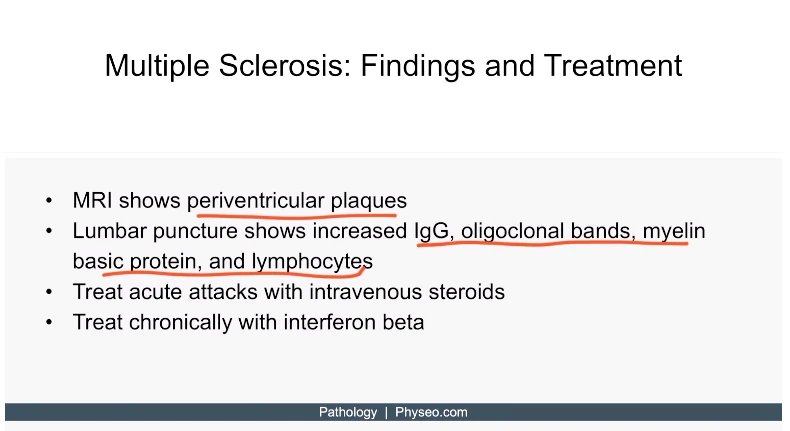 Multiple Sclerosis: Findings and Treatment
• MRI shows periventricular plaques
• Lumbar puncture shows increased IgG, oligoclonal bands, myelin
basic protein, and lymphocytes
• Treat acute attacks with intravenous steroids
• Treat chronically with interferon beta
Pathology | Physeo.com